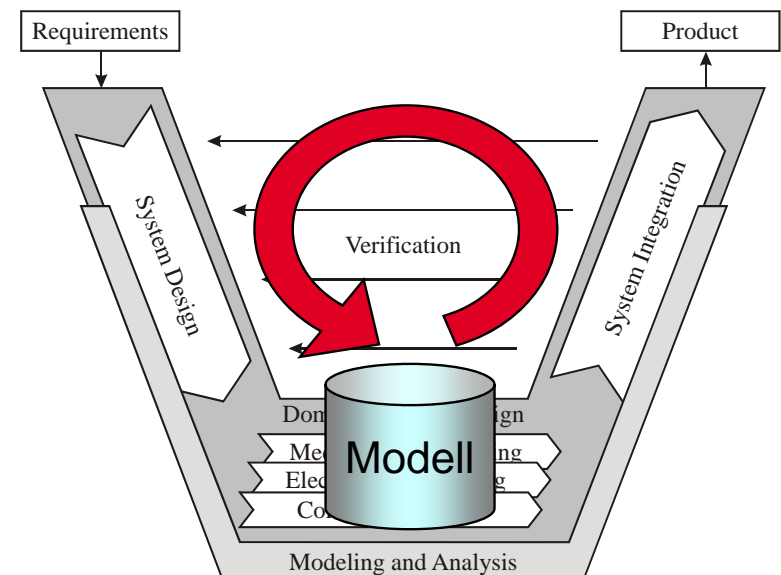 Requirements
Product
System Design
System Integration
Verification
Modell
Modeling and Analysis